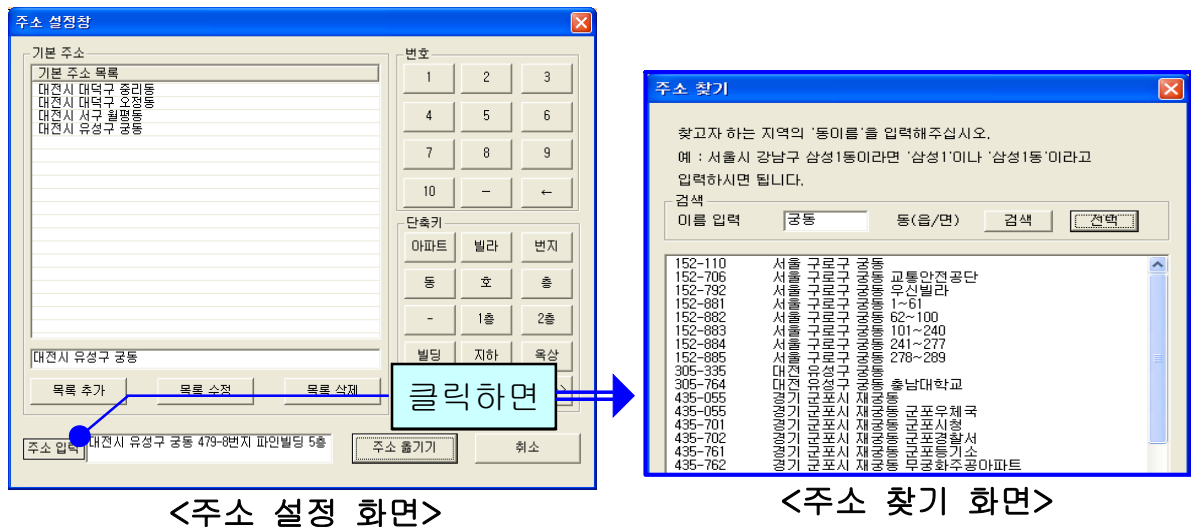 주소 설정창
기본 주소
기본 주소 목록
대전시 대덕구 중리동
대전시 대덕구 오정동
대전시 서구 월평동
대전시 유성구 궁동
대전시 유성구 궁동
목록 추가
목록 수정
목록 삭제
번호
1 2 3
4 5 6
7 8 9
10 - ←
단축키
아파트 빌라 번지
동 호 층
- 1층 2층
빌딩 지하 옥상
>
클릭하면
주소 입력
대전시 유성구 궁동 479-8번지 파인빌딩 5층
주소 옮기기
취소
<주소 설정 화면>
주소 찾기
찾고자 하는 지역의 '동이름'을 입력해주십시오.
예 : 서울시 강남구 삼성1동이라면 '삼성1'이나 '삼성1동'이라고
입력하시면 됩니다.
검색
이름 입력 궁동 동(읍/면) 검색 선택
152-110 서울 구로구 궁동
152-706 서울 구로구 궁동 교통안전공단
152-792 서울 구로구 궁동 우신빌라
152-881 서울 구로구 궁동 1~61
152-882 서울 구로구 궁동 62~100
152-883 서울 구로구 궁동 101~240
152-884 서울 구로구 궁동 241~277
152-885 서울 구로구 궁동 278~289
305-335 대전 유성구 궁동
305-764 대전 유성구 궁동 충남대학교
435-055 경기 군포시 재궁동
435-055 경기 군포시 재궁동 군포우체국
435-701 경기 군포시 재궁동 군포시청
435-702 경기 군포시 재궁동 군포경찰서
435-761 경기 군포시 재궁동 군포등기소
435-762 경기 군포시 재궁동 무궁화주공아파트
<주소 찾기 화면>